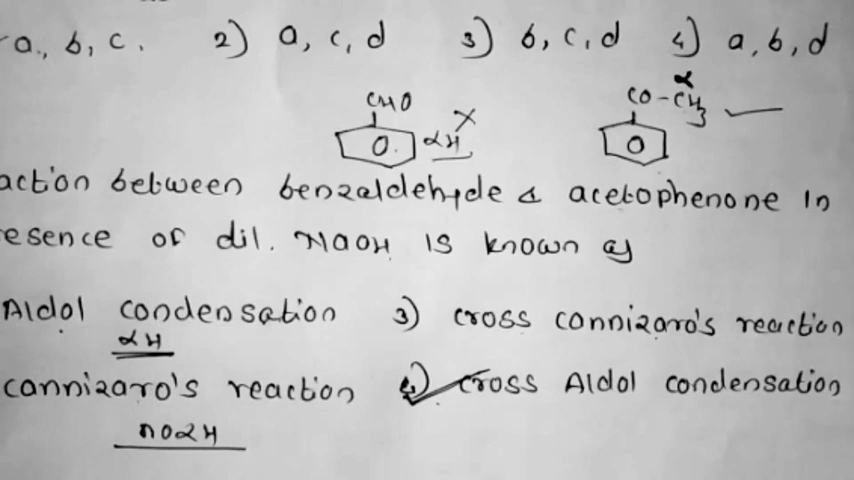 a, b, c. 2) a, c, d 3) b, c, d 4) a, b, d
CHO αH X CO-CH3 α
action between benzaldehyde & acetophenone in
esence of dil. NaOH is known as
Aldol condensation 3) cross cannizaro's reaction
αH
cannizaro's reaction 4) cross Aldol condensation
no αH